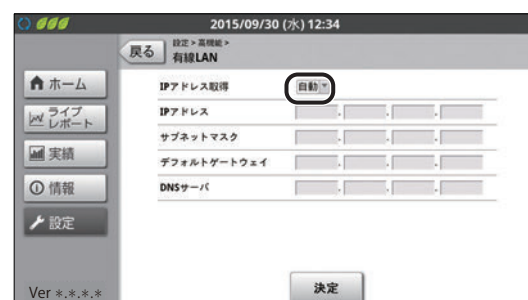 2015/09/30 (水) 12:34
戻る
設定 > 高機能 >
有線LAN
ホーム
ライブ
レポート
実績
情報
設定
Ver *.*.*.*
IPアドレス取得
自動
IPアドレス
サブネットマスク
デフォルトゲートウェイ
DNSサーバ
決定